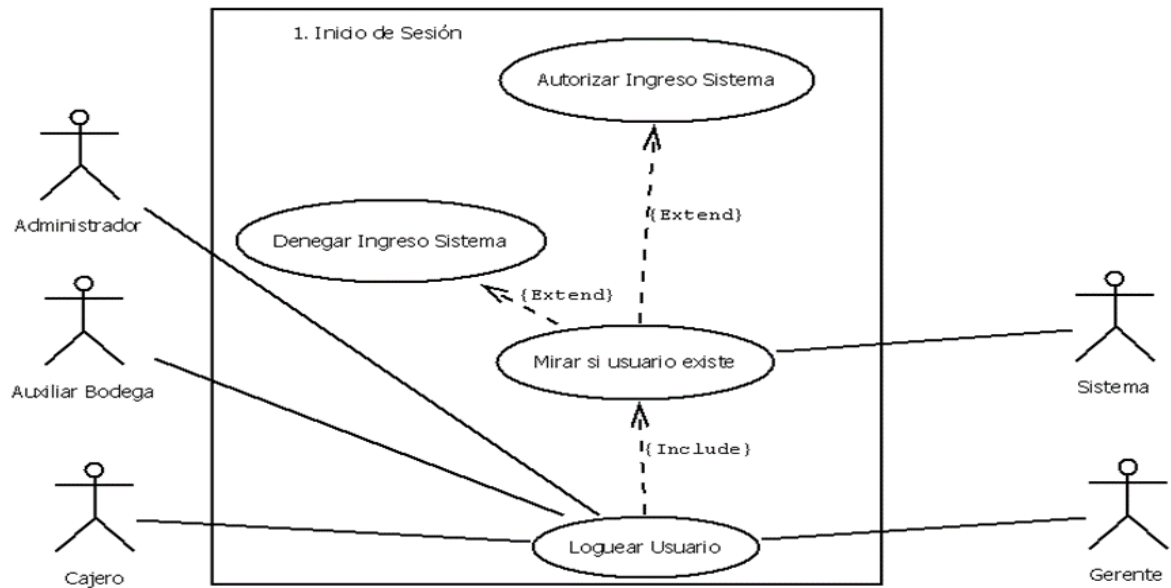 1. Inicio de Sesión
Autorizar Ingreso Sistema
Administrador
{Extend}
Denegar Ingreso Sistema
{Extend}
Auxiliar Bodega
Mirar si usuario existe
Sistema
{Include}
Cajero
Loguear Usuario
Gerente